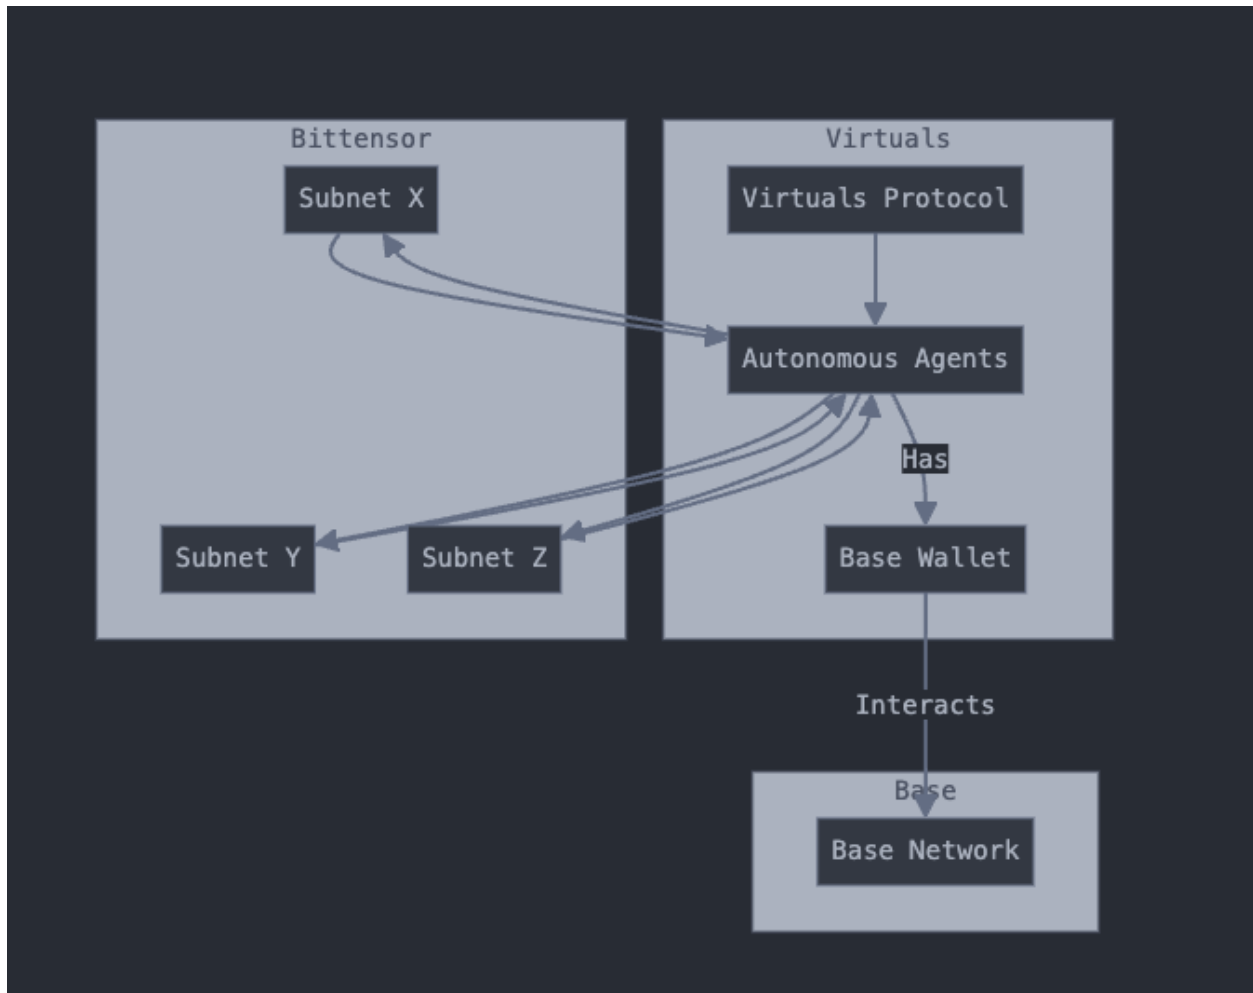 Bittensor
Subnet X
Subnet Y
Subnet Z
Virtuals
Virtuals Protocol
Autonomous Agents
Has
Base Wallet
Interacts
Base
Base Network